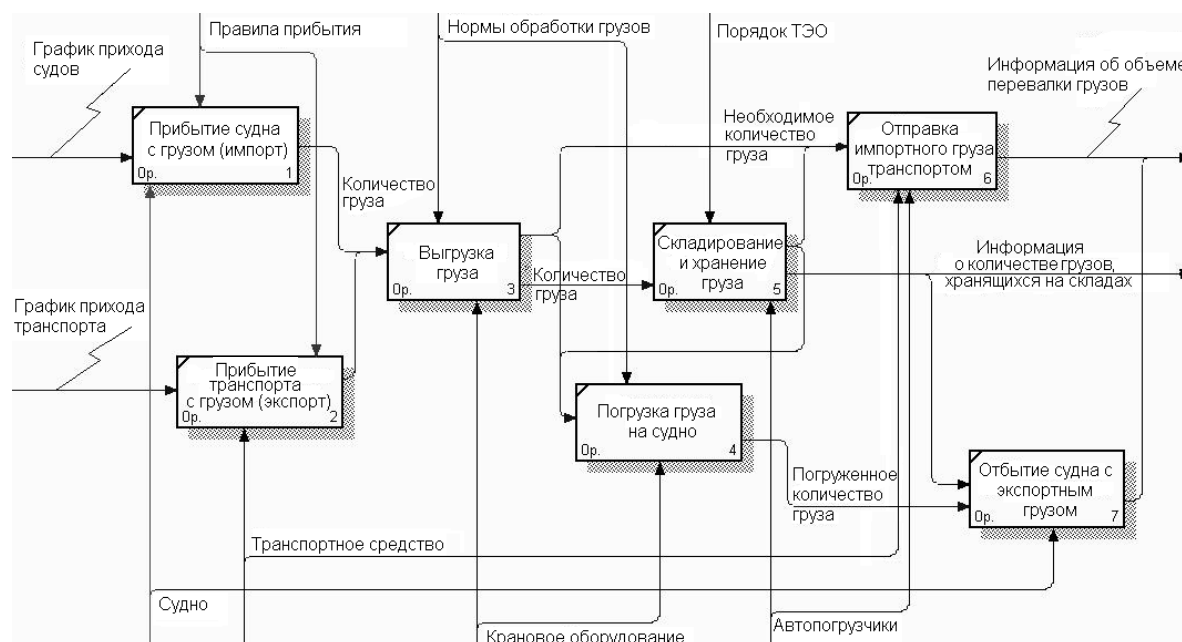 Правила прибытия
Нормы обработки грузов
Порядок ТЭО
График прихода
судов
Информация об объеме
перевалки грузов
Прибытие судна
с грузом (импорт)
0р. 1
Необходимое
количество
груза
Отправка
импортного груза
транспортом
0р. 6
Количество
груза
Выгрузка
груза
0р. 3
Количество
груза
Складирование
и хранение
груза
0р. 5
Информация
о количестве грузов,
хранящихся на складах
График прихода
транспорта
Прибытие
транспорта
с грузом (экспорт)
0р. 2
Погрузка груза
на судно
0р. 4
Погруженное
количество
груза
Отбытие судна с
экспортным
грузом
0р. 7
Транспортное средство
Судно
Крановое оборудование
Автопогрузчики